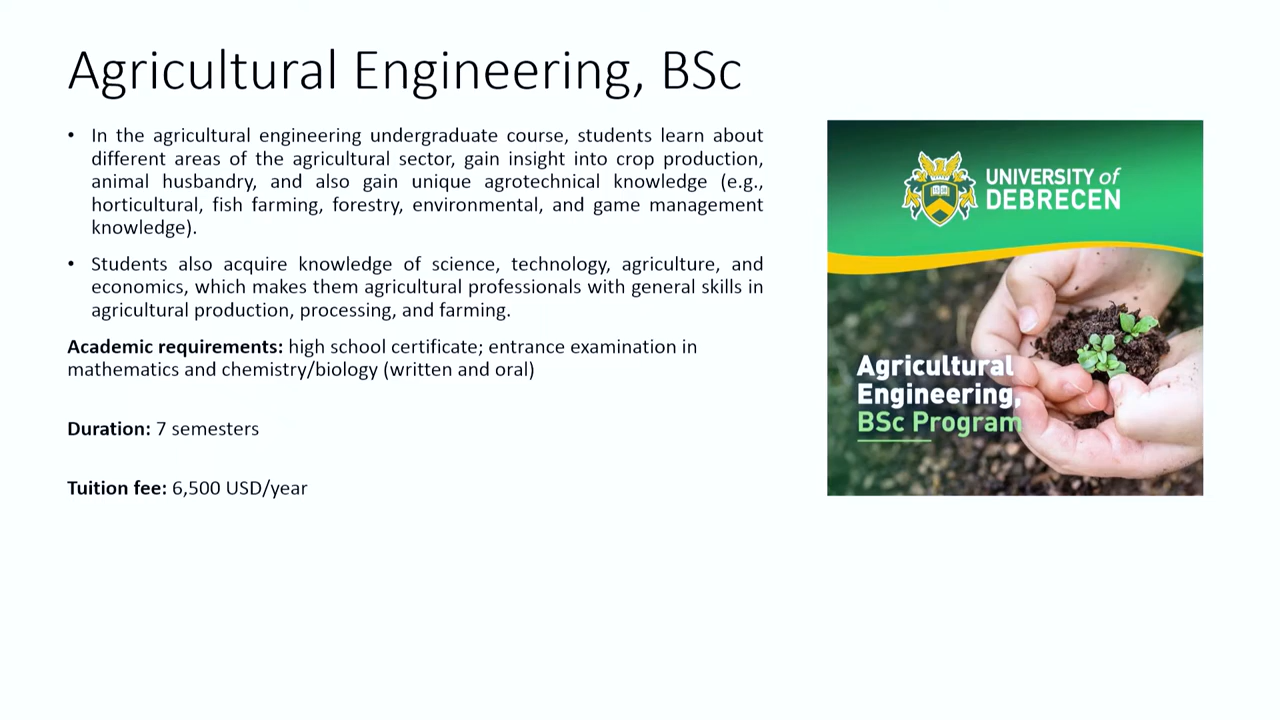 Agricultural Engineering, BSc
• In the agricultural engineering undergraduate course, students learn about
different areas of the agricultural sector, gain insight into crop production,
animal husbandry, and also gain unique agrotechnical knowledge (e.g.,
horticultural, fish farming, forestry, environmental, and game management
knowledge).
• Students also acquire knowledge of science, technology, agriculture, and
economics, which makes them agricultural professionals with general skills in
agricultural production, processing, and farming.
Academic requirements: high school certificate; entrance examination in
mathematics and chemistry/biology (written and oral)
Duration: 7 semesters
Tuition fee: 6,500 USD/year
UNIVERSITY of
DEBRECEN
Agricultural
Engineering,
BSc Program